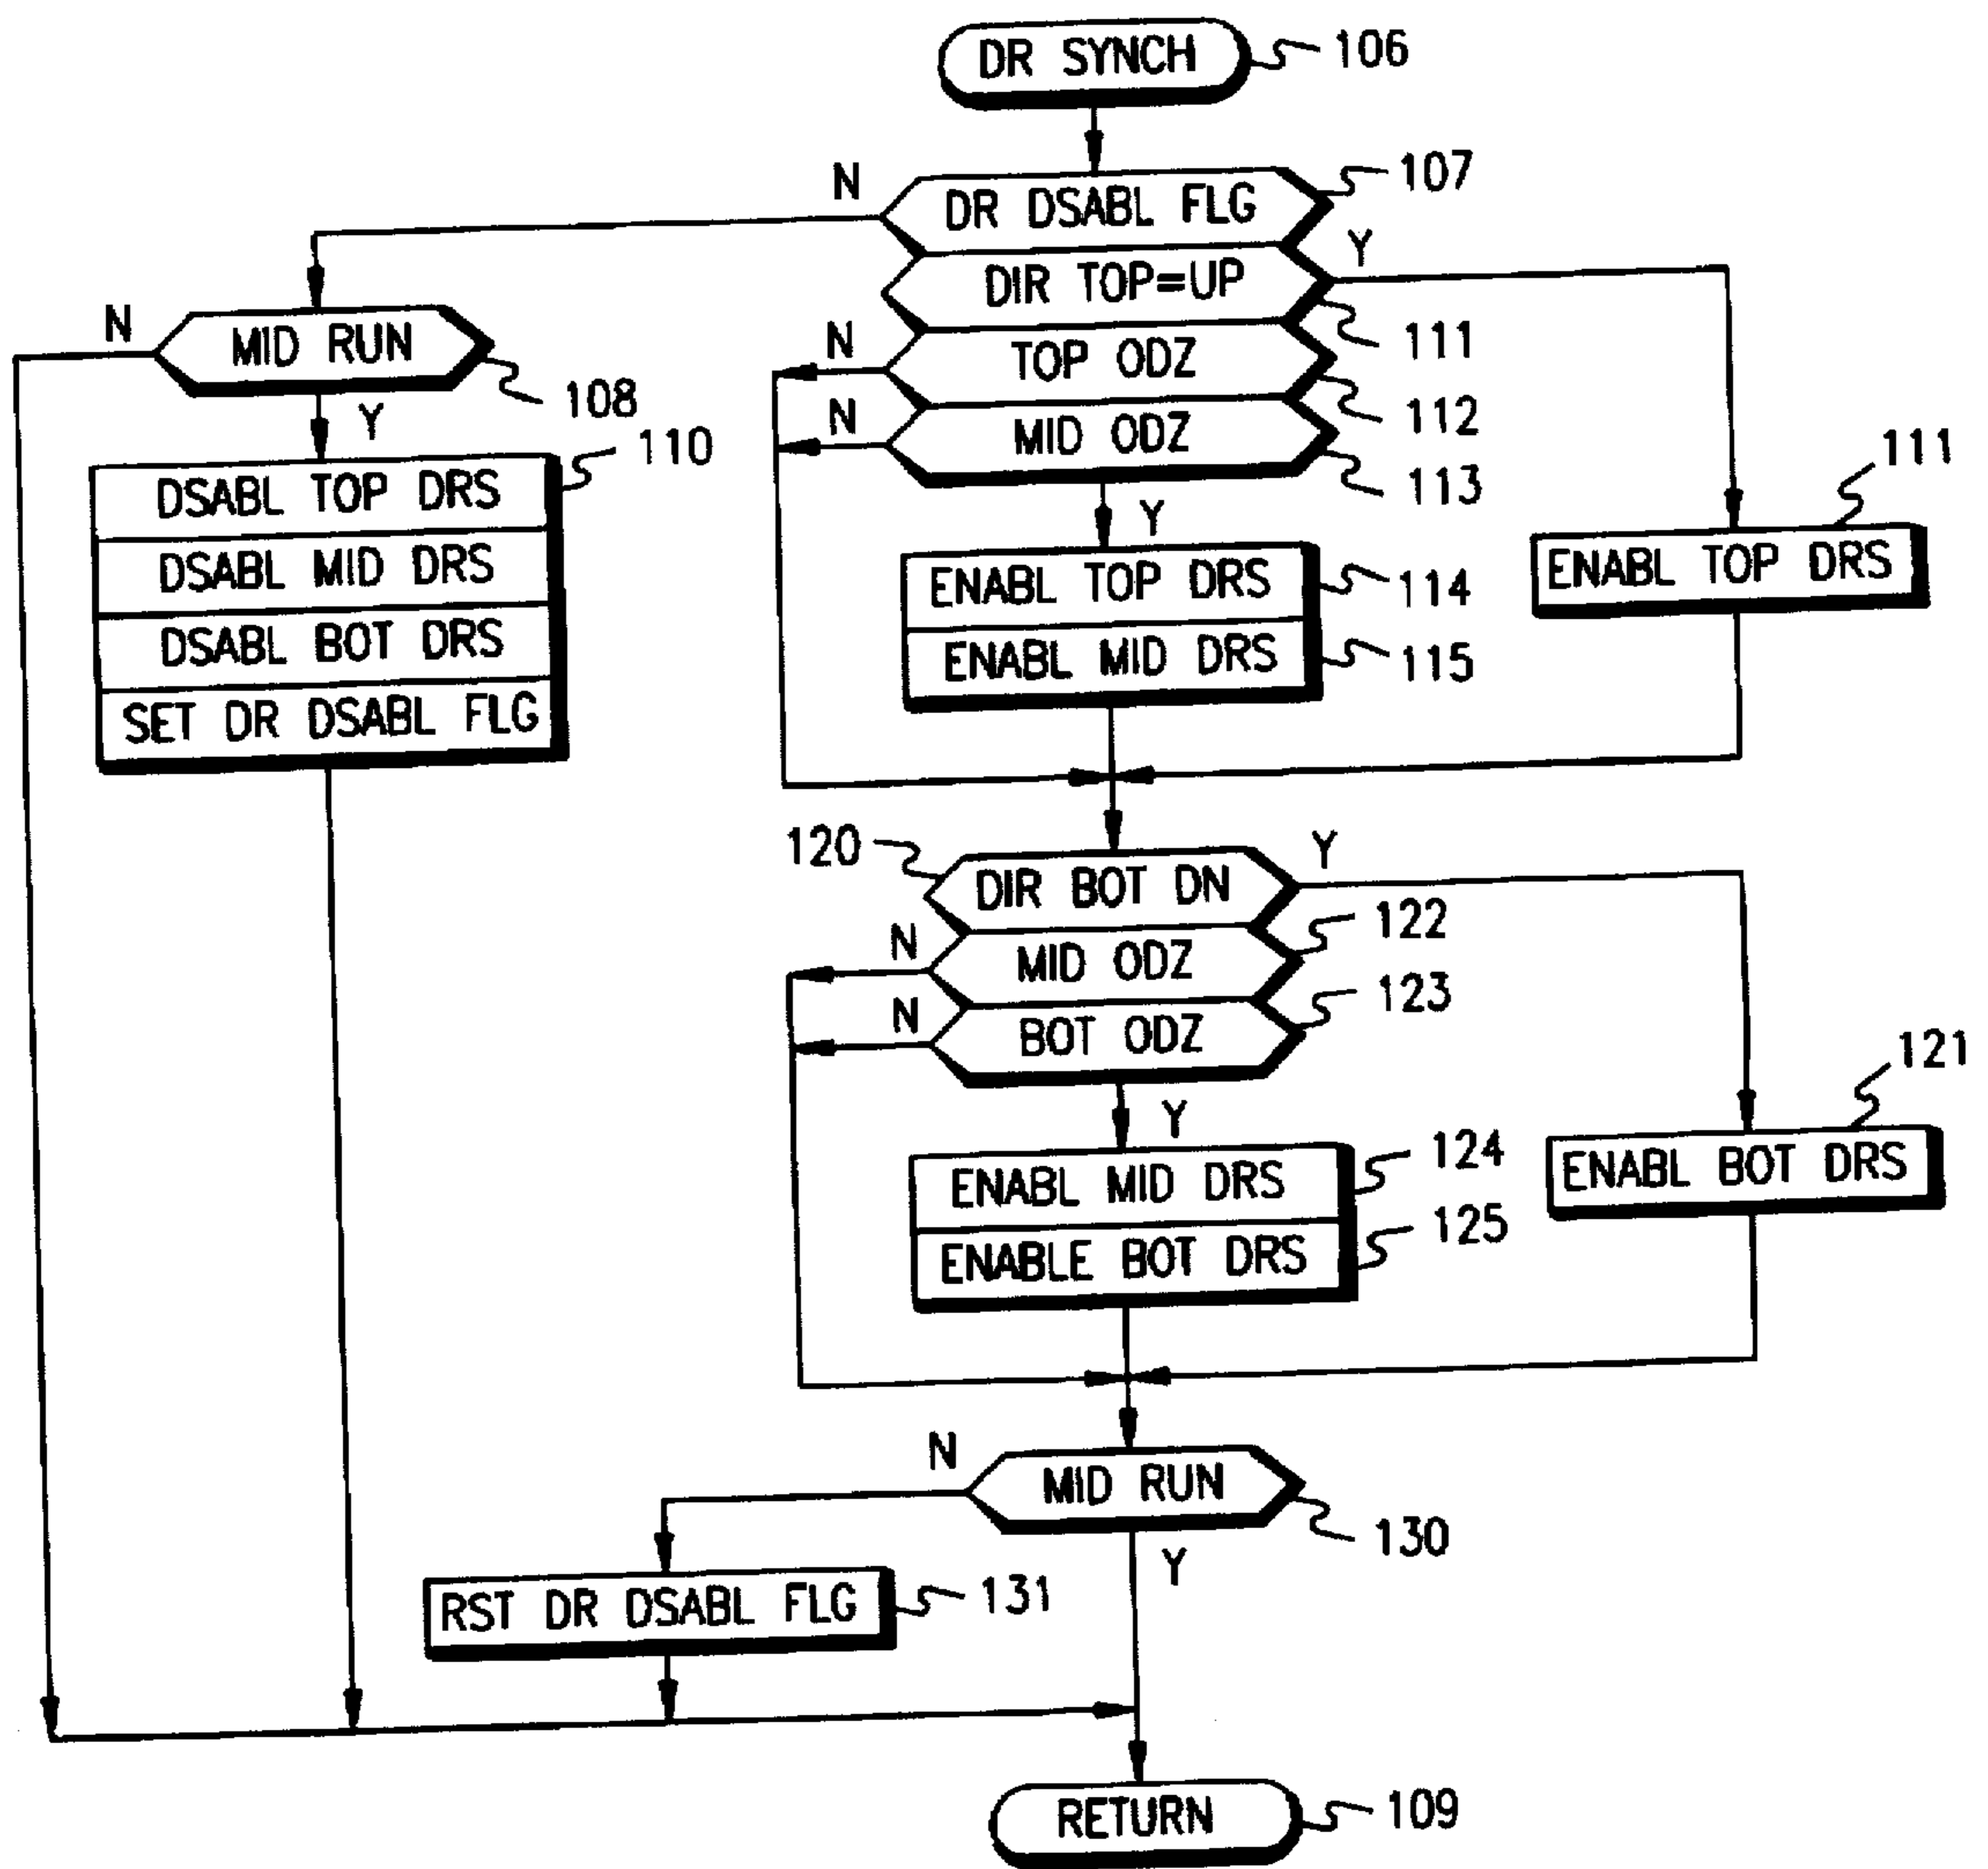 DR SYNCH
106
N
DR DSABL FLG
107
DIR TOP=UP
Y
111
N
MID RUN
108
Y
N
TOP ODZ
112
N
MID ODZ
113
Y
DSABL TOP DRS
110
DSABL MID DRS
DSABL BOT DRS
SET DR DSABL FLG
ENABL TOP DRS
114
ENABL MID DRS
115
111
ENABL TOP DRS
120
DIR BOT DN
Y
N
MID ODZ
122
N
BOT ODZ
123
Y
121
ENABL BOT DRS
ENABL MID DRS
124
ENABLE BOT DRS
125
N
MID RUN
130
Y
RST DR DSABL FLG
131
RETURN
109